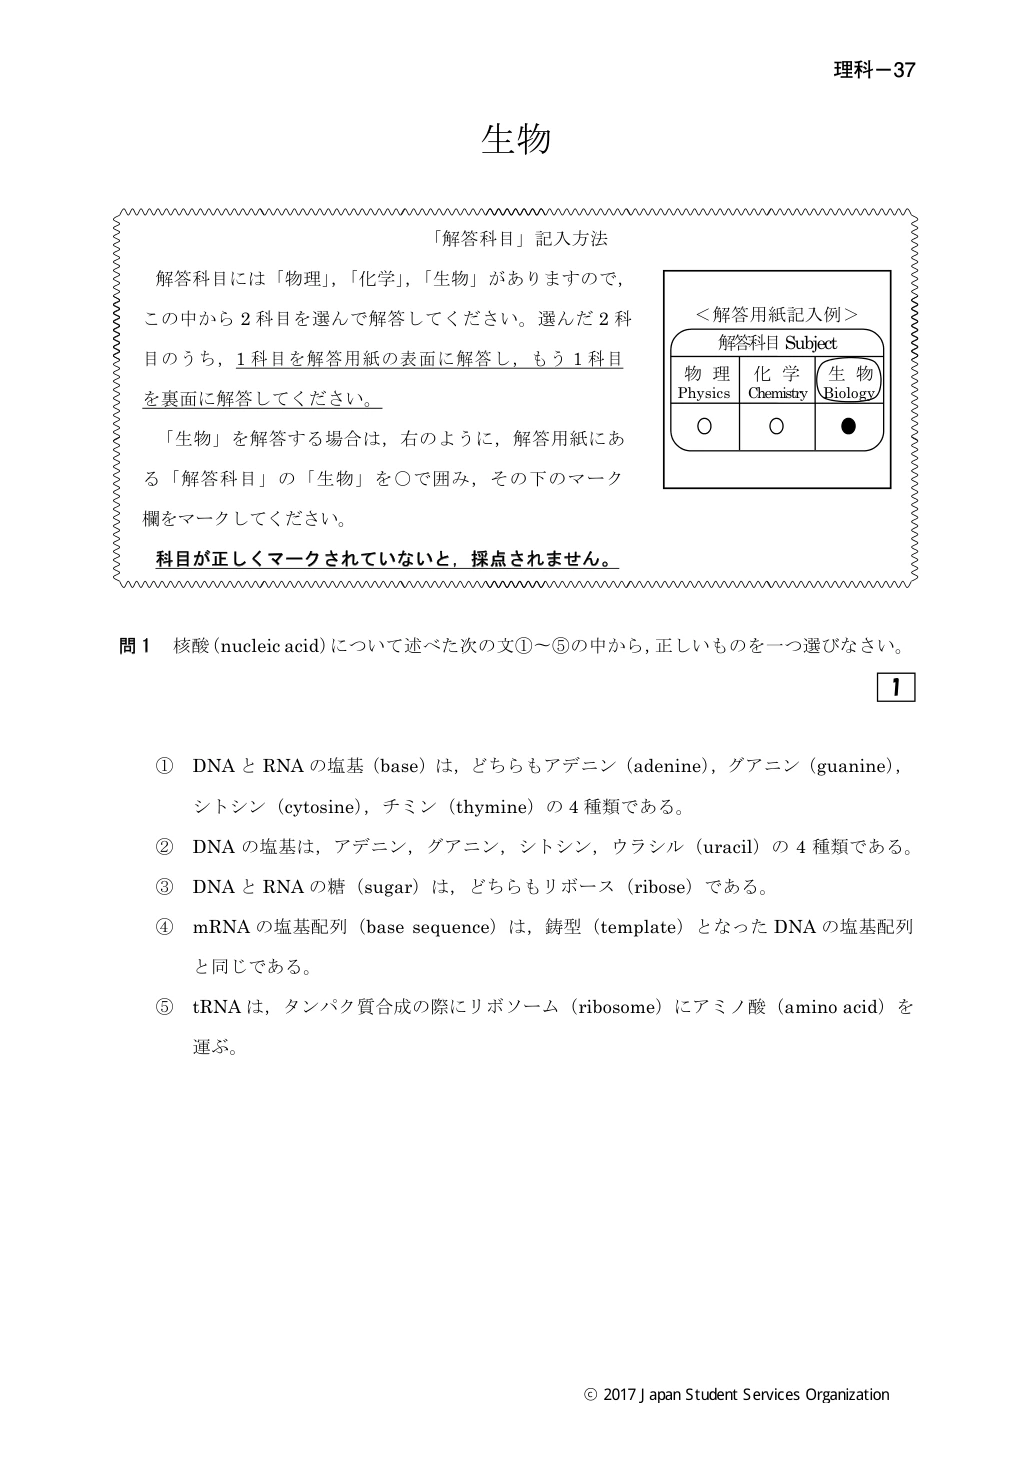 理科－37
生物
「解答科目」記入方法
解答科目には「物理」，「化学」，「生物」がありますので，
この中から２科目を選んで解答してください。選んだ２科
目のうち，１科目を解答用紙の表面に解答し，もう１科目
を裏面に解答してください。
「生物」を解答する場合は，右のように，解答用紙にあ
る「解答科目」の「生物」を○で囲み，その下のマーク
欄をマークしてください。
科目が正しくマークされていないと，採点されません。
＜解答用紙記入例＞
解答科目 Subject
物 理 化 学 生 物
Physics Chemistry Biology
問１ 核酸 (nucleic acid) について述べた次の文①～⑤の中から，正しいものを一つ選びなさい。
1
① DNA と RNA の塩基（base）は，どちらもアデニン（adenine），グアニン（guanine），
シトシン（cytosine），チミン（thymine）の 4 種類である。
② DNA の塩基は，アデニン，グアニン，シトシン，ウラシル（uracil）の 4 種類である。
③ DNA と RNA の糖（sugar）は，どちらもリボース（ribose）である。
④ mRNA の塩基配列（base sequence）は，鋳型（template）となった DNA の塩基配列
と同じである。
⑤ tRNA は，タンパク質合成の際にリボソーム（ribosome）にアミノ酸（amino acid）を
運ぶ。
© 2017 Japan Student Services Organization